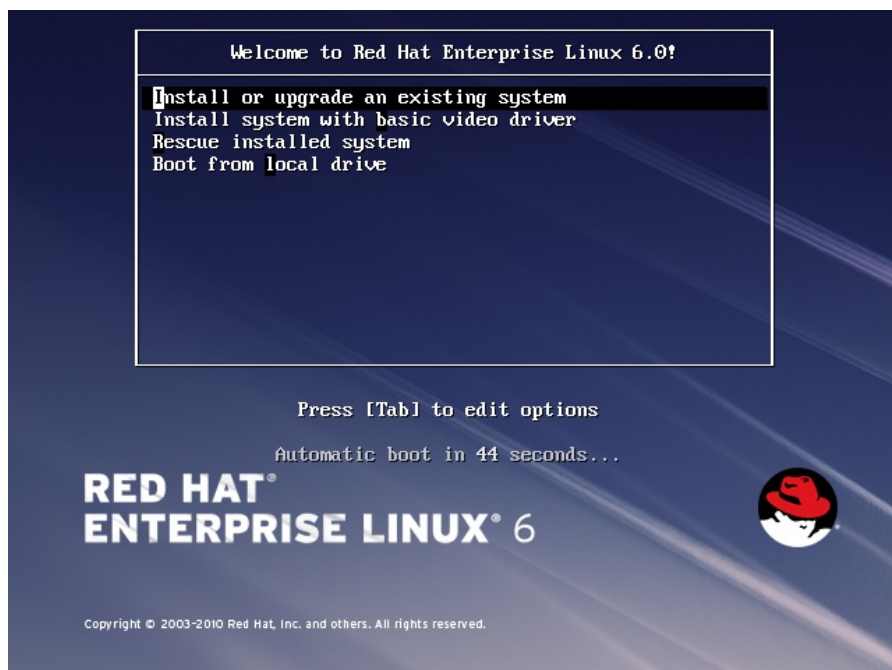 Welcome to Red Hat Enterprise Linux 6.0!
Install or upgrade an existing system
Install system with basic video driver
Rescue installed system
Boot from local drive
Press [Tab] to edit options
Automatic boot in 44 seconds...
RED HAT®
ENTERPRISE LINUX® 6
Copyright © 2003-2010 Red Hat, Inc. and others. All rights reserved.